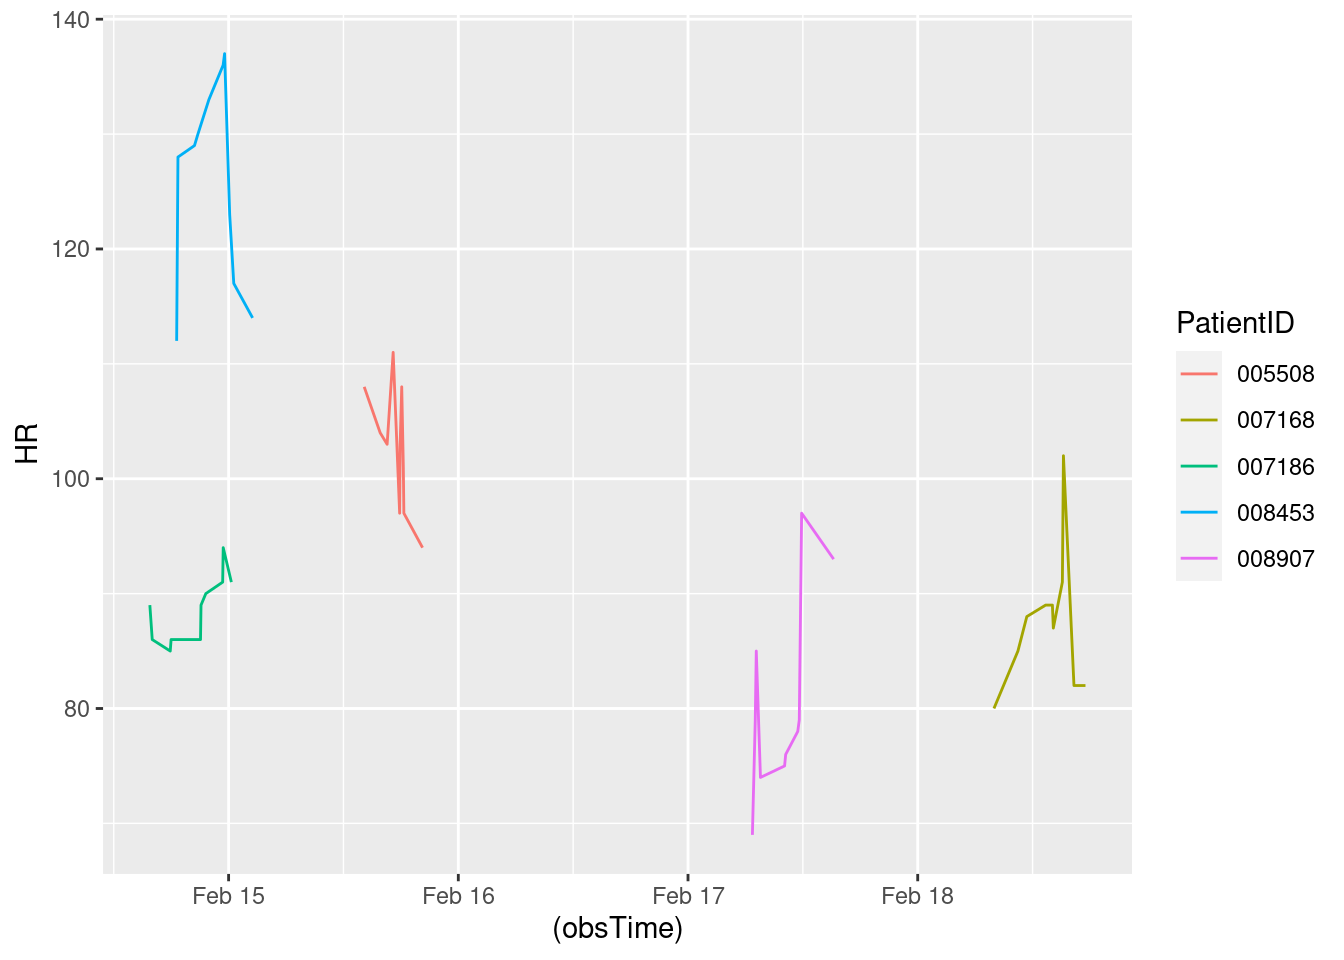 140
120
100
80
HR
Feb 15
Feb 16
Feb 17
Feb 18
(obsTime)
PatientID
005508
007168
007186
008453
008907